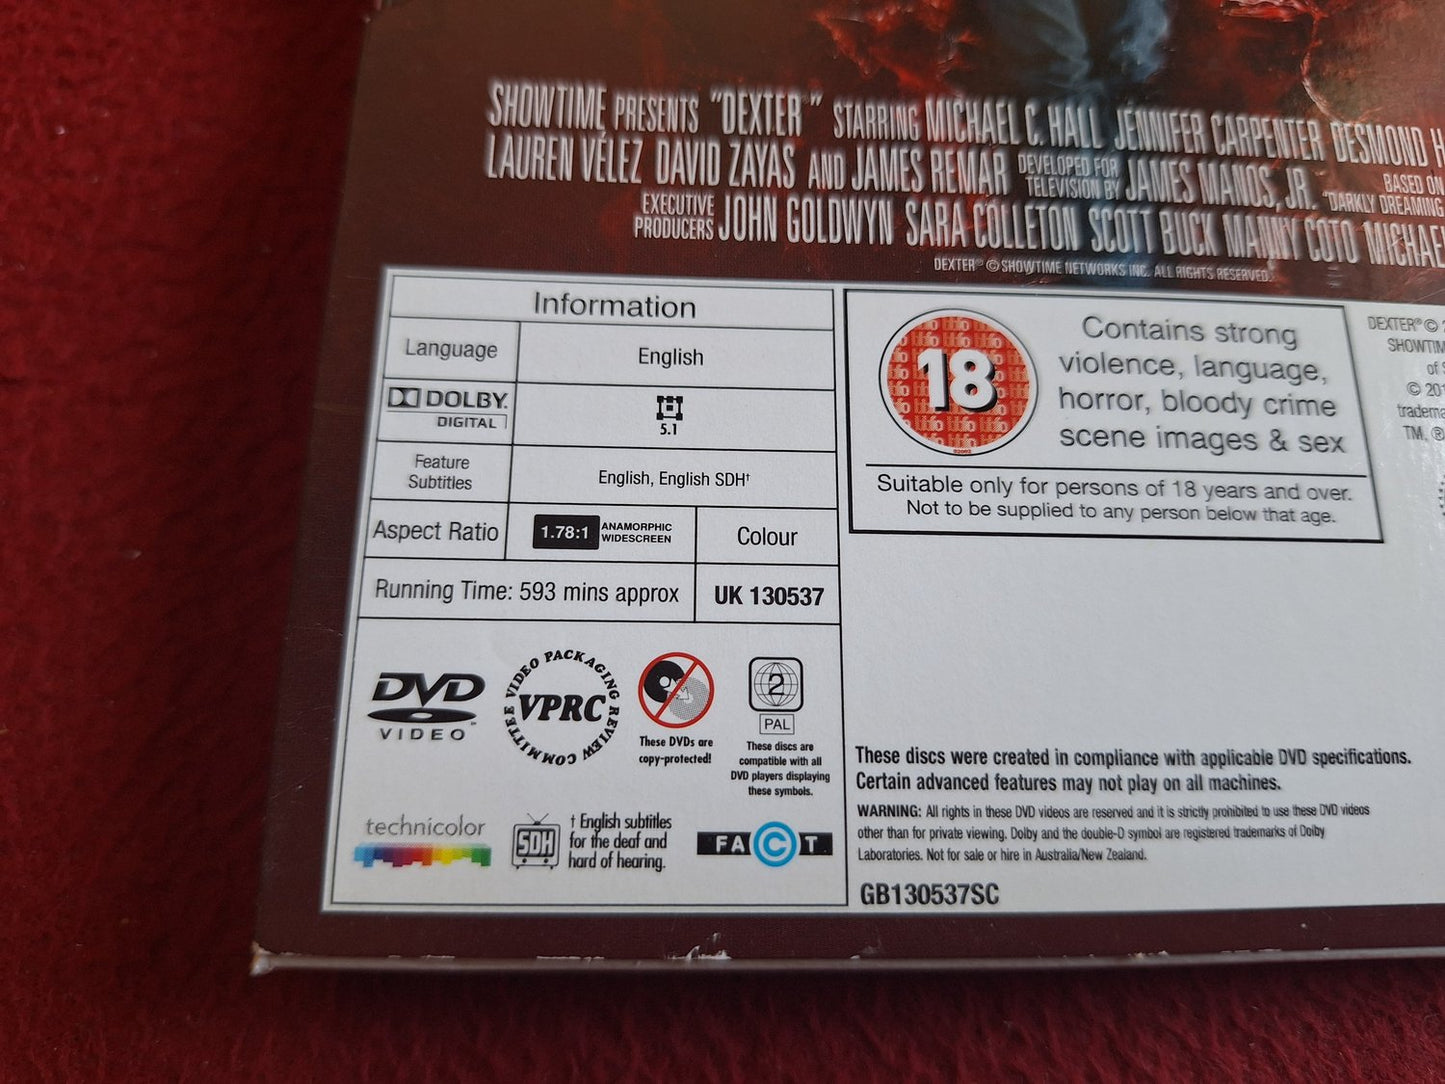 SHOWTIME PRESENTS "DEXTER" STARRING MICHAEL C. HALL JENNIFER CARPENTER DESMOND H
LAUREN VÉLEZ DAVID ZAYAS AND JAMES REMAR DEVELOPED FOR TELEVISION BY JAMES MANOS, JR. BASED ON "DARKLY DREAMING
EXECUTIVE PRODUCERS JOHN GOLDWYN SARA COLLETON SCOTT BUCK MANNY COTO MICHAEL
DEXTER® © SHOWTIME NETWORKS INC. ALL RIGHTS RESERVED.
Information
Language
English
DOLBY
DIGITAL
5.1
Feature
Subtitles
English, English SDH†
Aspect Ratio
1.78:1
ANAMORPHIC
WIDESCREEN
Colour
Running Time: 593 mins approx
UK 130537
DVD
VIDEO
VIDEO PACKAGING REVIEW COMMITTEE
VPRC
These DVDs are
copy-protected!
2
PAL
These discs are
compatible with all
DVD players displaying
these symbols.
technicolor
SDH
† English subtitles
for the deaf and
hard of hearing.
FACT
18
Contains strong
violence, language,
horror, bloody crime
scene images & sex
Suitable only for persons of 18 years and over.
Not to be supplied to any person below that age.
DEXTER® © 2
SHOWTIM
of S
© 201
tradema
TM, ®
These discs were created in compliance with applicable DVD specifications.
Certain advanced features may not play on all machines.
WARNING: All rights in these DVD videos are reserved and it is strictly prohibited to use these DVD videos
other than for private viewing. Dolby and the double-D symbol are registered trademarks of Dolby
Laboratories. Not for sale or hire in Australia/New Zealand.
GB130537SC